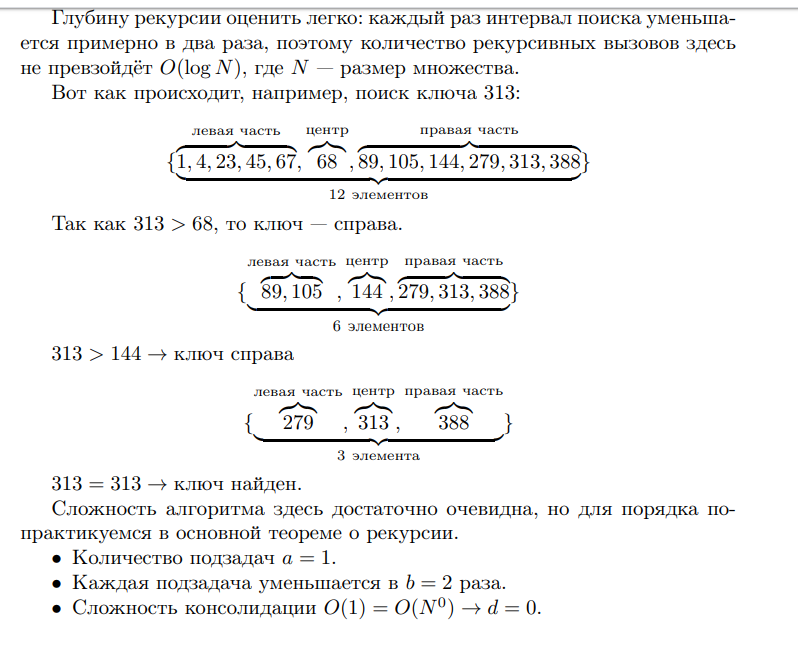 Глубину рекурсии оценить легко: каждый раз интервал поиска уменьша-
ется примерно в два раза, поэтому количество рекурсивных вызовов здесь
не превзойдёт O(log N), где N — размер множества.
Вот как происходит, например, поиск ключа 313:
левая часть центр правая часть
{1, 4, 23, 45, 67, 68 , 89, 105, 144, 279, 313, 388}
12 элементов
Так как 313 > 68, то ключ — справа.
левая часть центр правая часть
{ 89, 105 , 144 , 279, 313, 388}
6 элементов
313 > 144 → ключ справа
левая часть центр правая часть
{ 279 , 313 , 388 }
3 элемента
313 = 313 → ключ найден.
Сложность алгоритма здесь достаточно очевидна, но для порядка по-
практикуемся в основной теореме о рекурсии.
• Количество подзадач a = 1.
• Каждая подзадача уменьшается в b = 2 раза.
• Сложность консолидации O(1) = O(N⁰) → d = 0.